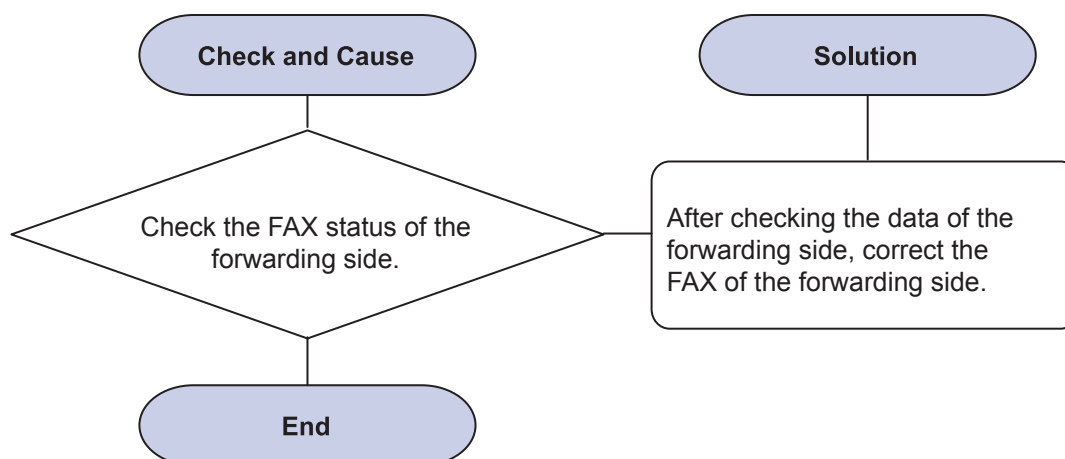 Check and Cause
Solution
Check the FAX status of the
forwarding side.
After checking the data of the
forwarding side, correct the
FAX of the forwarding side.
End